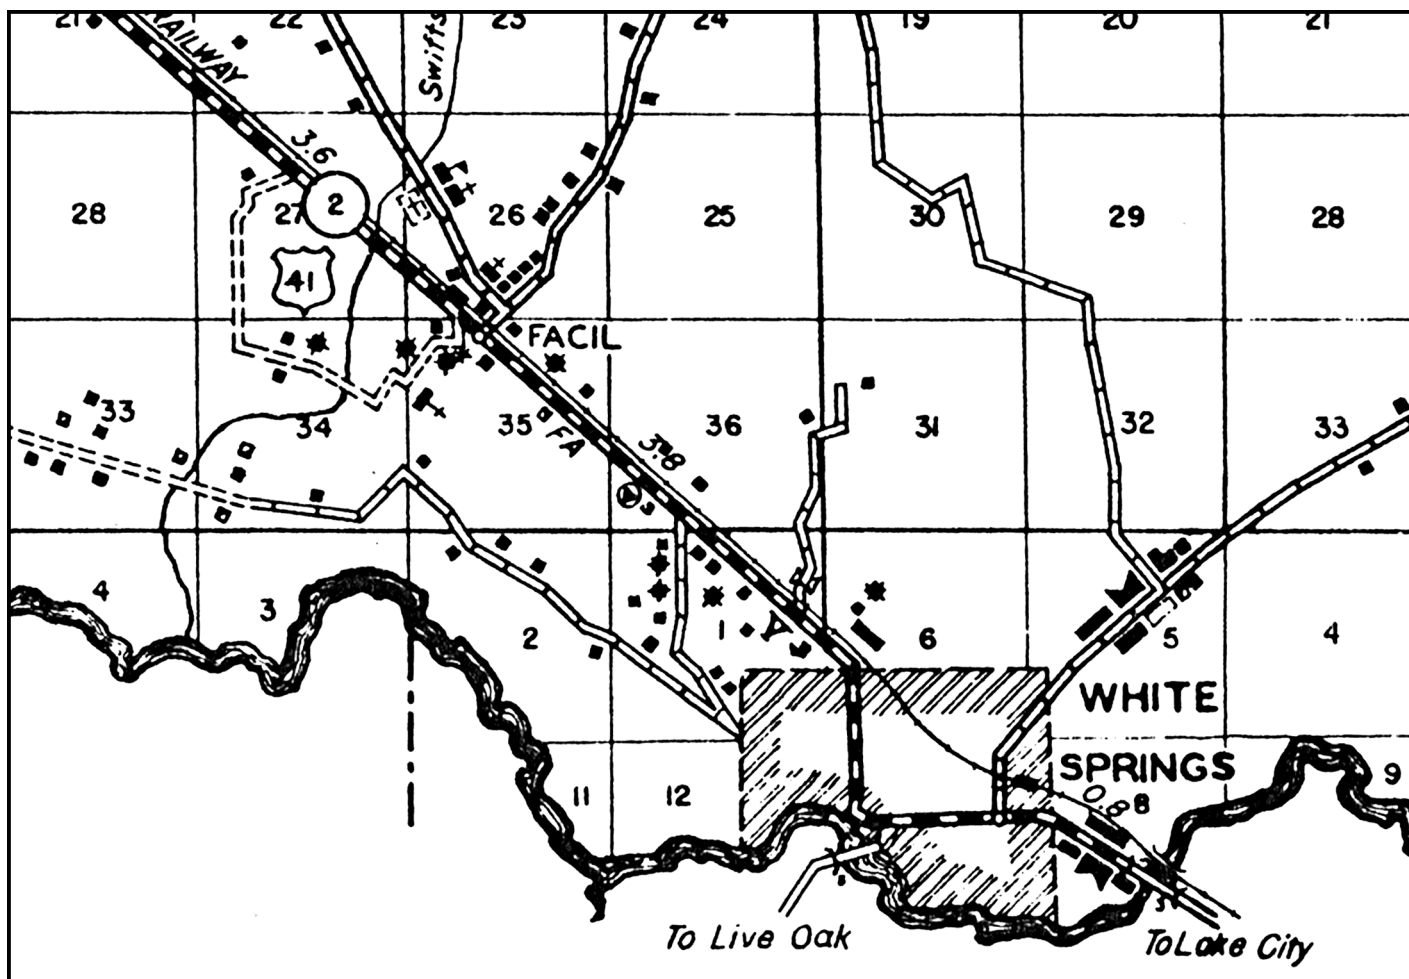 21 22 23 24 19 20 21
RAILWAY
Swifts
3.6
28 27 2 26 25 30 29 28
41
FACIL
33 34 35 36 31 32 33
FA
3.8
3
4 3 2 1 6 5 4
WHITE
SPRINGS
11 12 8 9
0.8
To Live Oak
To Lake City